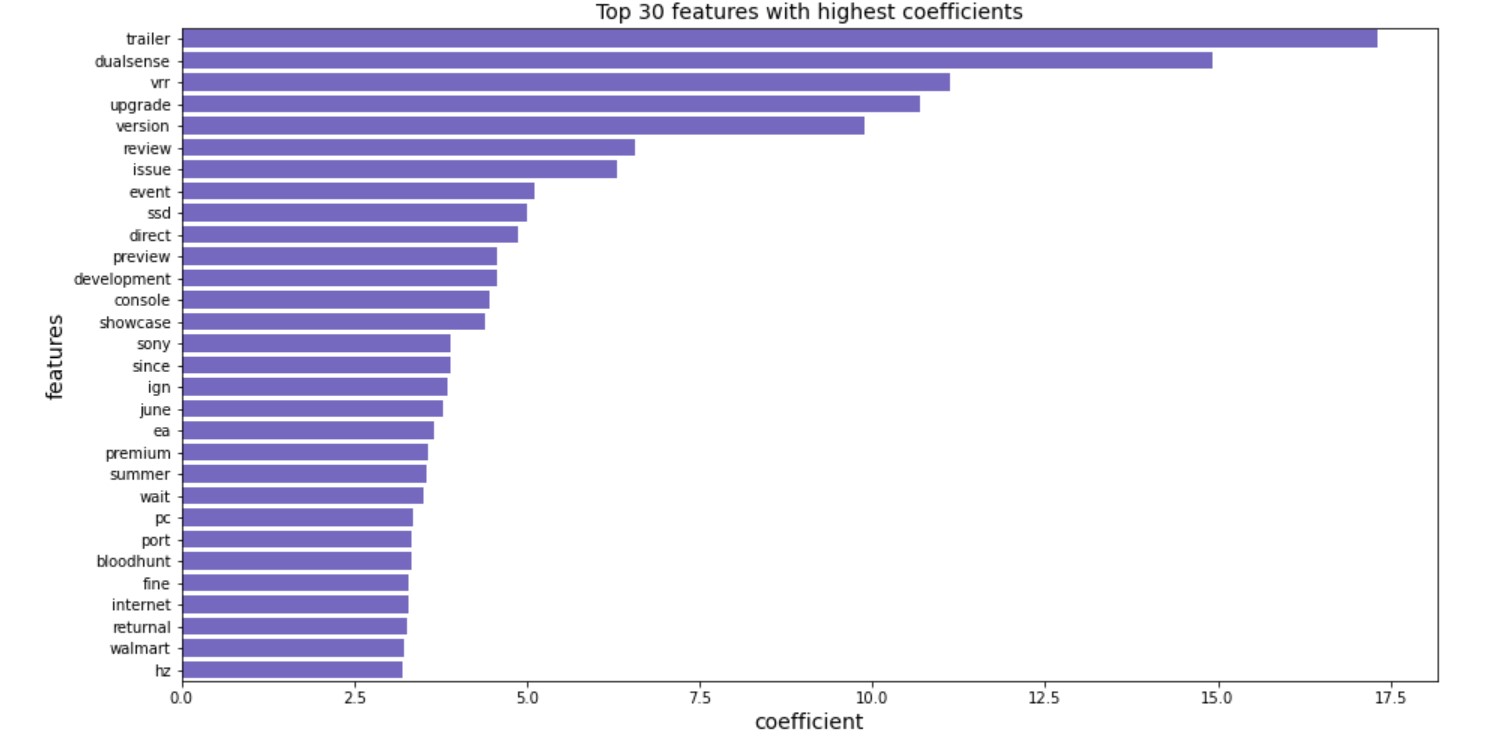 Top 30 features with highest coefficients
trailer
dualsense
vrr
upgrade
version
review
issue
event
ssd
direct
preview
development
console
showcase
sony
since
ign
june
ea
premium
summer
wait
pc
port
bloodhunt
fine
internet
returnal
walmart
hz
features
0.0 2.5 5.0 7.5 10.0 12.5 15.0 17.5
coefficient